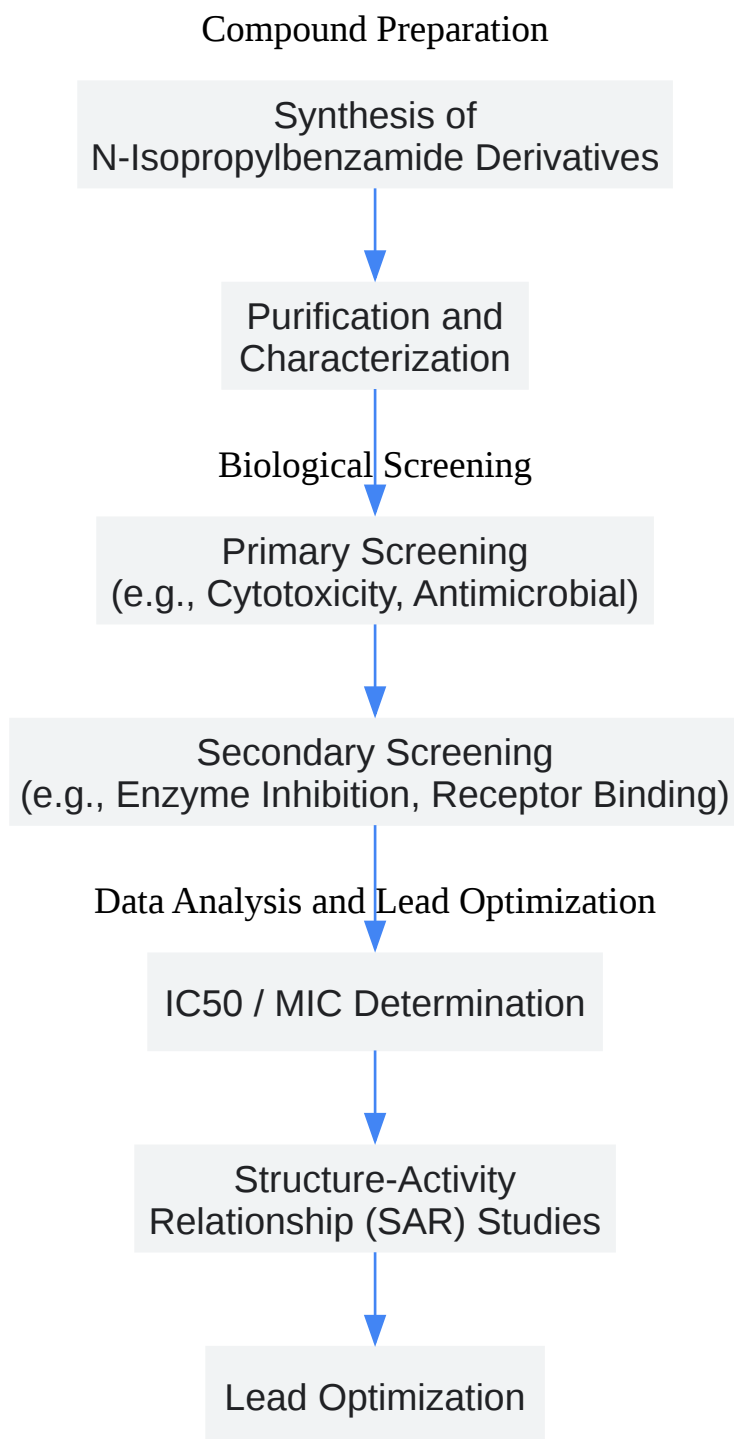 Compound Preparation
Synthesis of
N-Isopropylbenzamide Derivatives
Purification and
Characterization
Biological Screening
Primary Screening
(e.g., Cytotoxicity, Antimicrobial)
Secondary Screening
(e.g., Enzyme Inhibition, Receptor Binding)
Data Analysis and Lead Optimization
IC50 / MIC Determination
Structure-Activity
Relationship (SAR) Studies
Lead Optimization